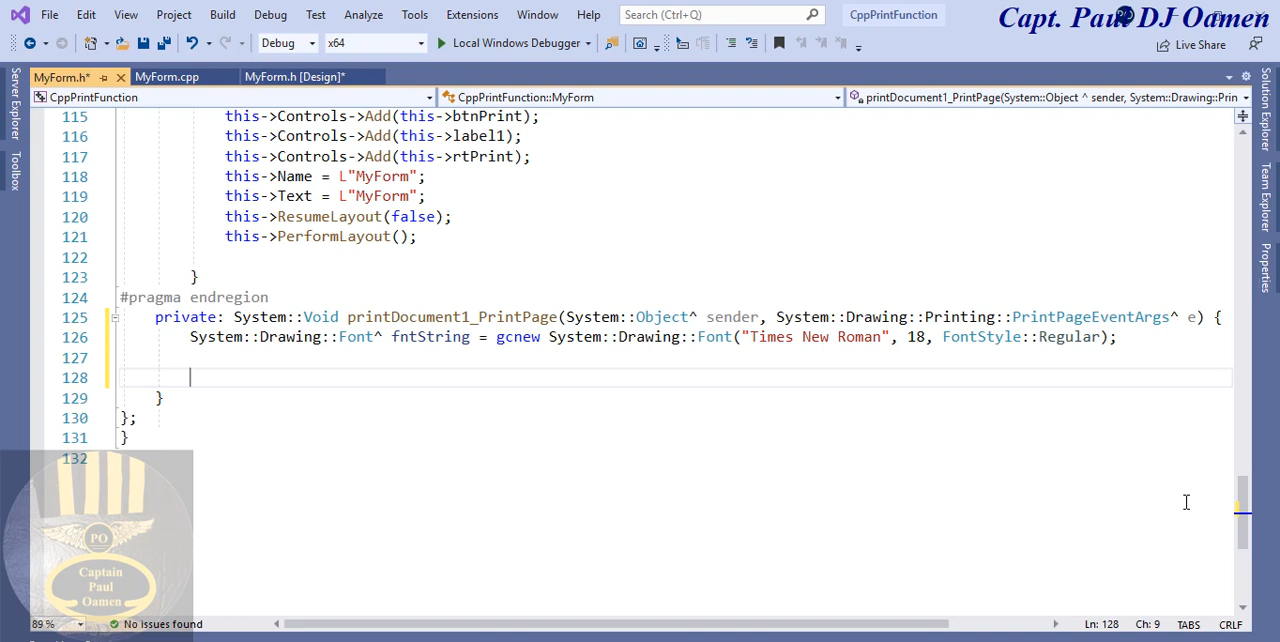 File Edit View Project Build Debug Test Analyze Tools Extensions Window Help Search (Ctrl+Q) CppPrintFunction Capt. Paul DJ Oamen
Debug x64 Local Windows Debugger Live Share
MyForm.h* MyForm.cpp MyForm.h [Design]*
CppPrintFunction CppPrintFunction::MyForm printDocument1_PrintPage(System::Object ^ sender, System::Drawing::Prin
115 this->Controls->Add(this->btnPrint);
116 this->Controls->Add(this->label1);
117 this->Controls->Add(this->rtPrint);
118 this->Name = L"MyForm";
119 this->Text = L"MyForm";
120 this->ResumeLayout(false);
121 this->PerformLayout();
122
123 }
124 #pragma endregion
125 private: System::Void printDocument1_PrintPage(System::Object^ sender, System::Drawing::Printing::PrintPageEventArgs^ e) {
126 System::Drawing::Font^ fntString = gcnew System::Drawing::Font("Times New Roman", 18, FontStyle::Regular);
127
128
129 }
130 };
131 }
132
Server Explorer
Toolbox
Solution Explorer
Team Explorer
Properties
PO
Captain
Paul
Oamen
89 % No issues found Ln: 128 Ch: 9 TABS CRLF